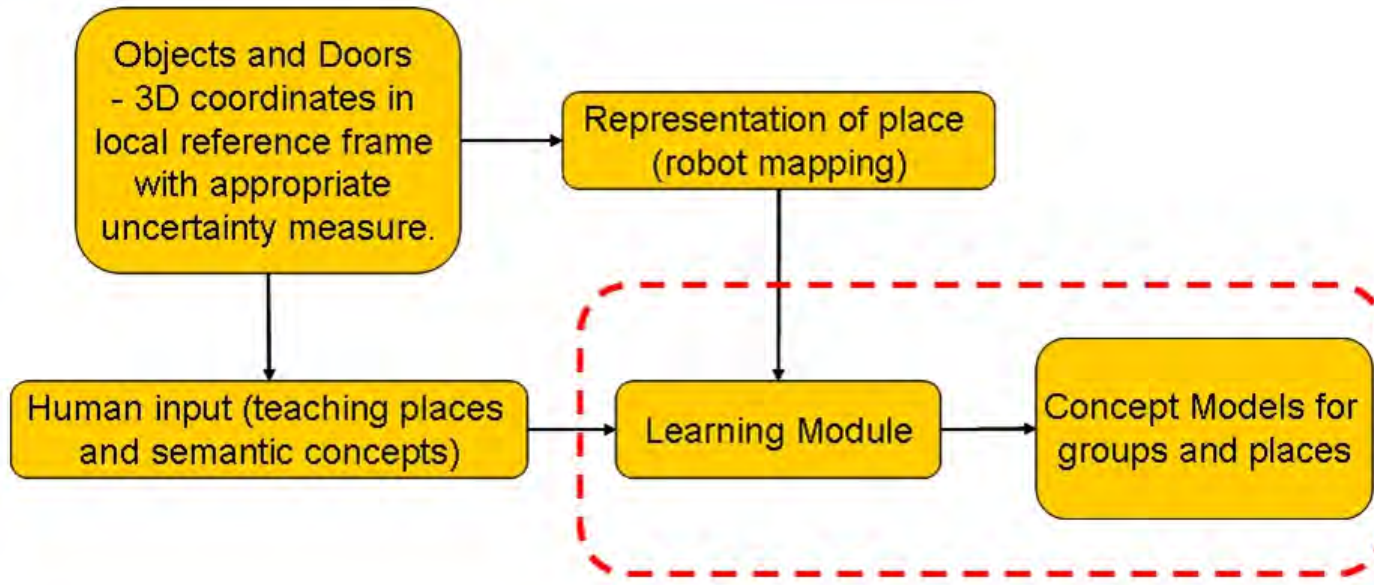 Objects and Doors
- 3D coordinates in
local reference frame
with appropriate
uncertainty measure.
Representation of place
(robot mapping)
Human input (teaching places
and semantic concepts)
Learning Module
Concept Models for
groups and places